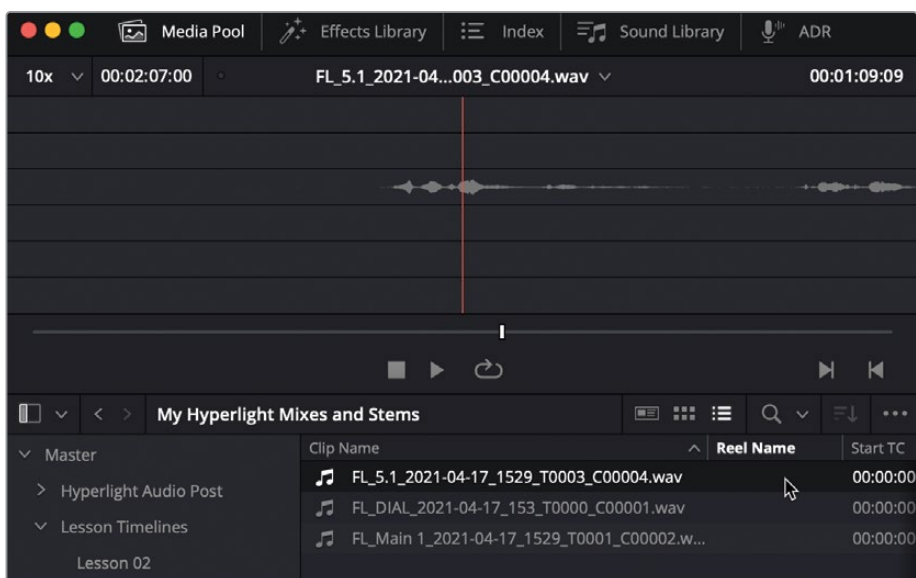 Media Pool Effects Library Index Sound Library ADR
10x 00:02:07:00 FL_5.1_2021-04...003_C00004.wav 00:01:09:09
My Hyperlight Mixes and Stems
Clip Name Reel Name Start TC
Master
FL_5.1_2021-04-17_1529_T0003_C00004.wav 00:00:00
Hyperlight Audio Post
FL_DIAL_2021-04-17_153_T0000_C00001.wav 00:00:00
Lesson Timelines
FL_Main 1_2021-04-17_1529_T0001_C00002.w... 00:00:00
Lesson 02